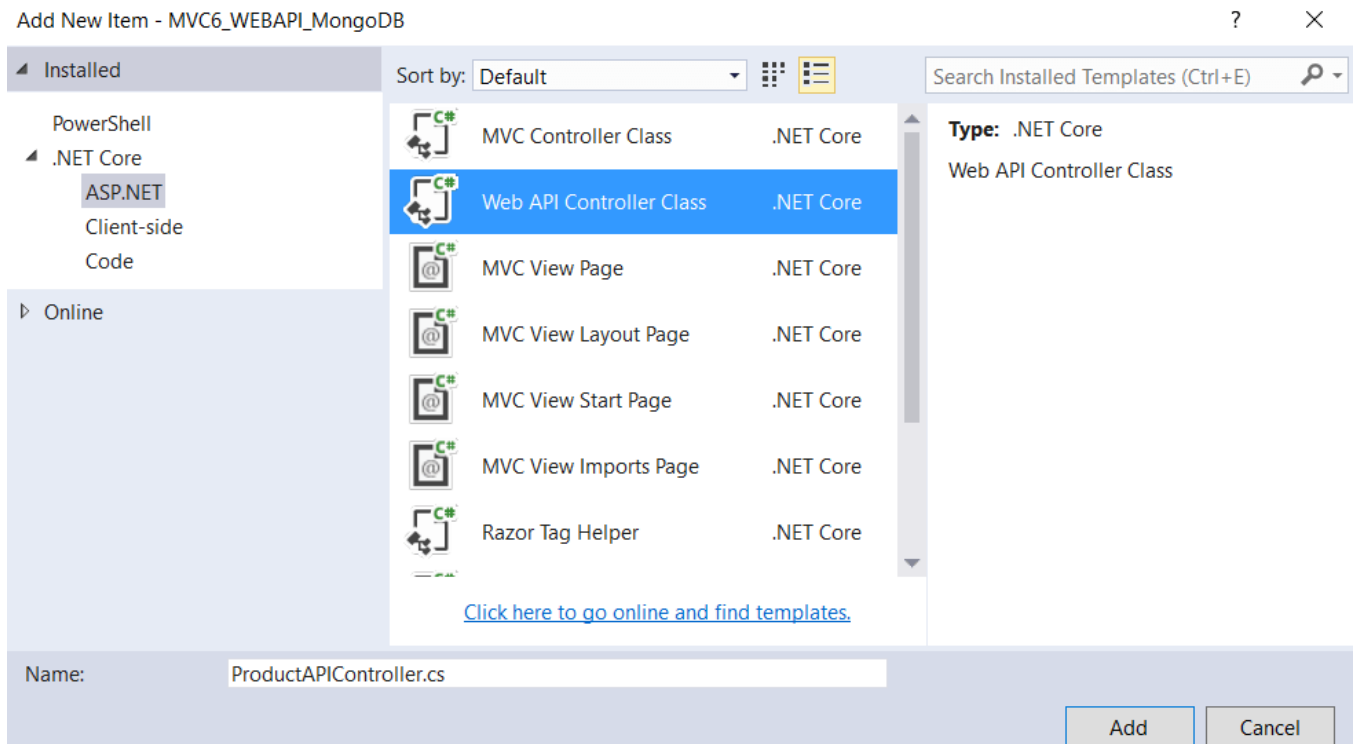 Add New Item - MVC6_WEBAPI_MongoDB ?
Installed
PowerShell
.NET Core
ASP.NET
Client-side
Code
Online
Sort by: Default
C# MVC Controller Class .NET Core
C# Web API Controller Class .NET Core
C# @ MVC View Page .NET Core
C# @ MVC View Layout Page .NET Core
C# @ MVC View Start Page .NET Core
C# @ MVC View Imports Page .NET Core
C# Razor Tag Helper .NET Core
Click here to go online and find templates.
Search Installed Templates (Ctrl+E)
Type: .NET Core
Web API Controller Class
Name: ProductAPIController.cs
Add Cancel